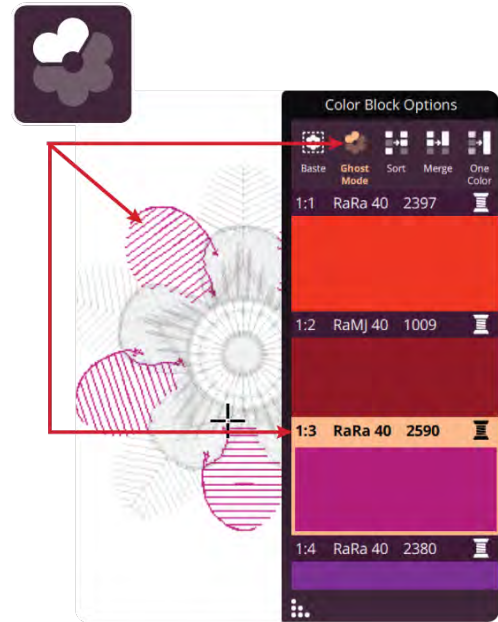 Color Block Options
Baste Ghost Mode Sort Merge One Color
1:1 RaRa 40 2397
1:2 RaMJ 40 1009
1:3 RaRa 40 2590
1:4 RaRa 40 2380